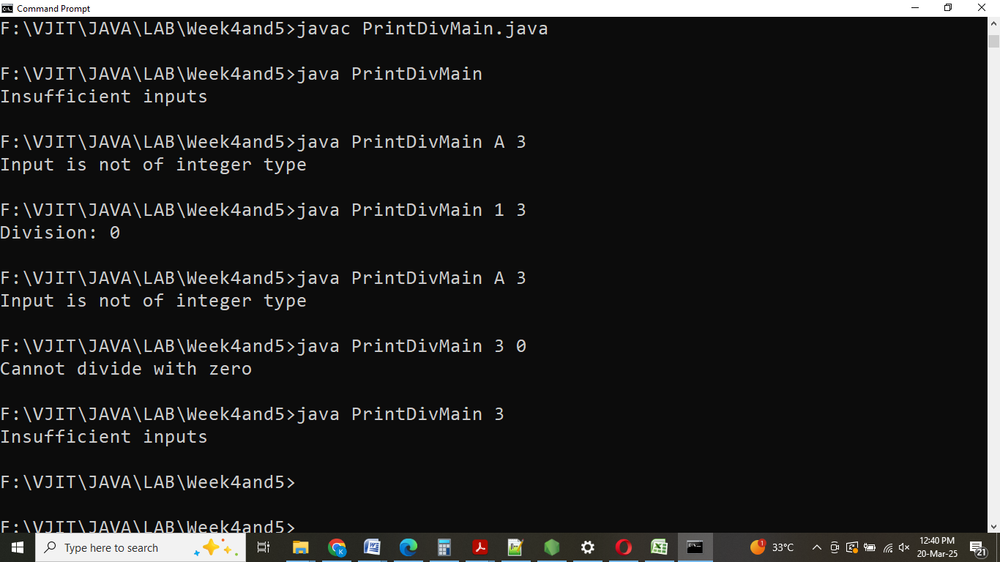 Command Prompt
F:\VJIT\JAVA\LAB\Week4and5>javac PrintDivMain.java
F:\VJIT\JAVA\LAB\Week4and5>java PrintDivMain
Insufficient inputs
F:\VJIT\JAVA\LAB\Week4and5>java PrintDivMain A 3
Input is not of integer type
F:\VJIT\JAVA\LAB\Week4and5>java PrintDivMain 1 3
Division: 0
F:\VJIT\JAVA\LAB\Week4and5>java PrintDivMain A 3
Input is not of integer type
F:\VJIT\JAVA\LAB\Week4and5>java PrintDivMain 3 0
Cannot divide with zero
F:\VJIT\JAVA\LAB\Week4and5>java PrintDivMain 3
Insufficient inputs
F:\VJIT\JAVA\LAB\Week4and5>
F:\VJIT\JAVA\LAB\Week4and5>
Type here to search
1
33°C
12:40 PM
20-Mar-25
21